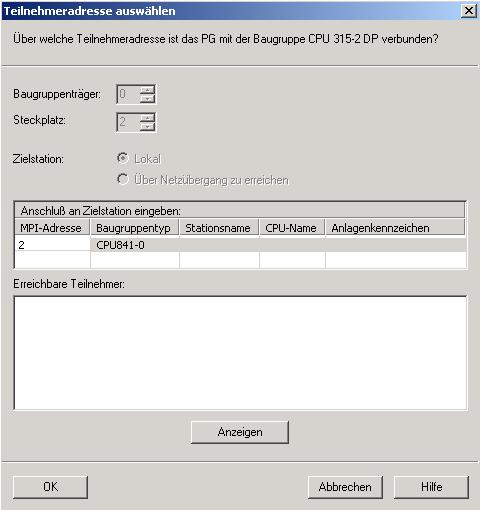 Teilnehmeradresse auswählen
Über welche Teilnehmeradresse ist das PG mit der Baugruppe CPU 315-2 DP verbunden?
Baugruppenträger: 0
Steckplatz: 2
Zielstation: Lokal
Über Netzübergang zu erreichen
Anschluß an Zielstation eingeben:
MPI-Adresse Baugruppentyp Stationsname CPU-Name Anlagenkennzeichen
2 CPU841-0
Erreichbare Teilnehmer:
Anzeigen
OK Abbrechen Hilfe